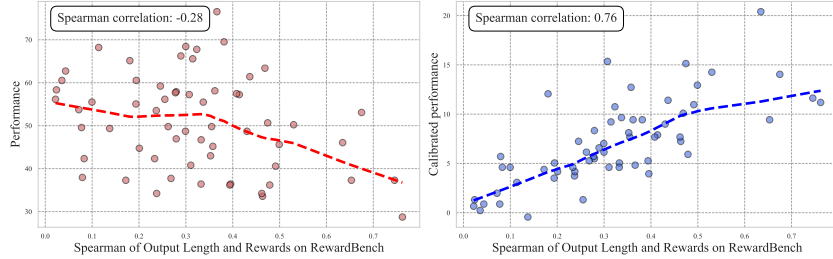 Spearman correlation: -0.28
Performance
70
60
50
40
30
0.0 0.1 0.2 0.3 0.4 0.5 0.6 0.7
Spearman of Output Length and Rewards on RewardBench
Spearman correlation: 0.76
Calibrated performance
20
15
10
5
0
0.0 0.1 0.2 0.3 0.4 0.5 0.6 0.7
Spearman of Output Length and Rewards on RewardBench